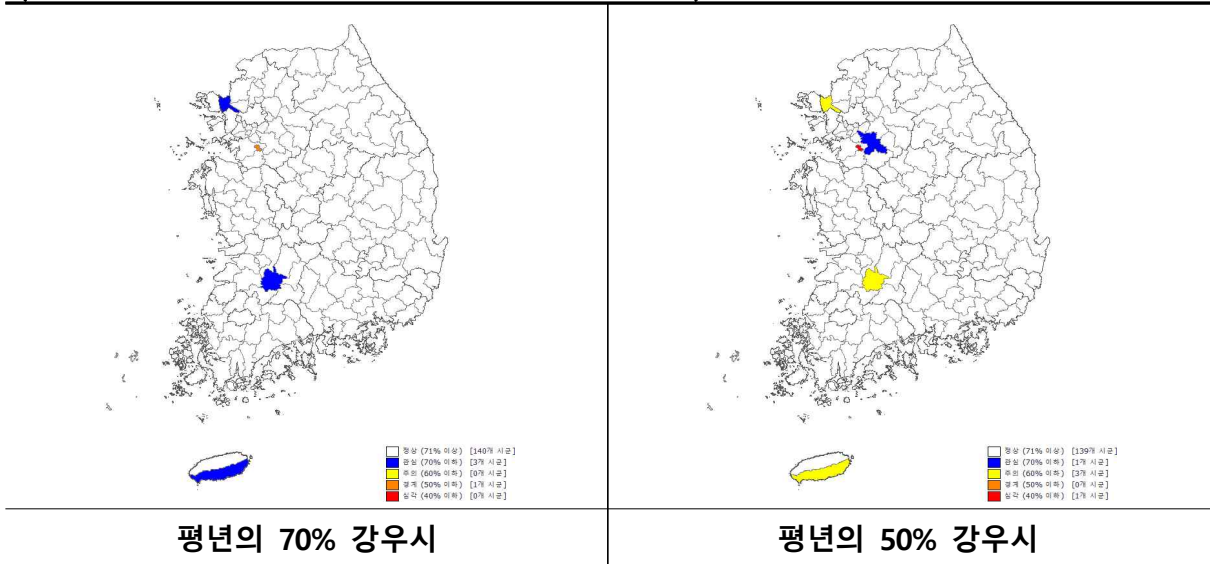 정상 (71% 이상) [140개 시군]
관심 (70% 이하) [3개 시군]
주의 (60% 이하) [0개 시군]
경계 (50% 이하) [1개 시군]
심각 (40% 이하) [0개 시군]
정상 (71% 이상) [139개 시군]
관심 (70% 이하) [1개 시군]
주의 (60% 이하) [3개 시군]
경계 (50% 이하) [0개 시군]
심각 (40% 이하) [1개 시군]
평년의 70% 강우시
평년의 50% 강우시